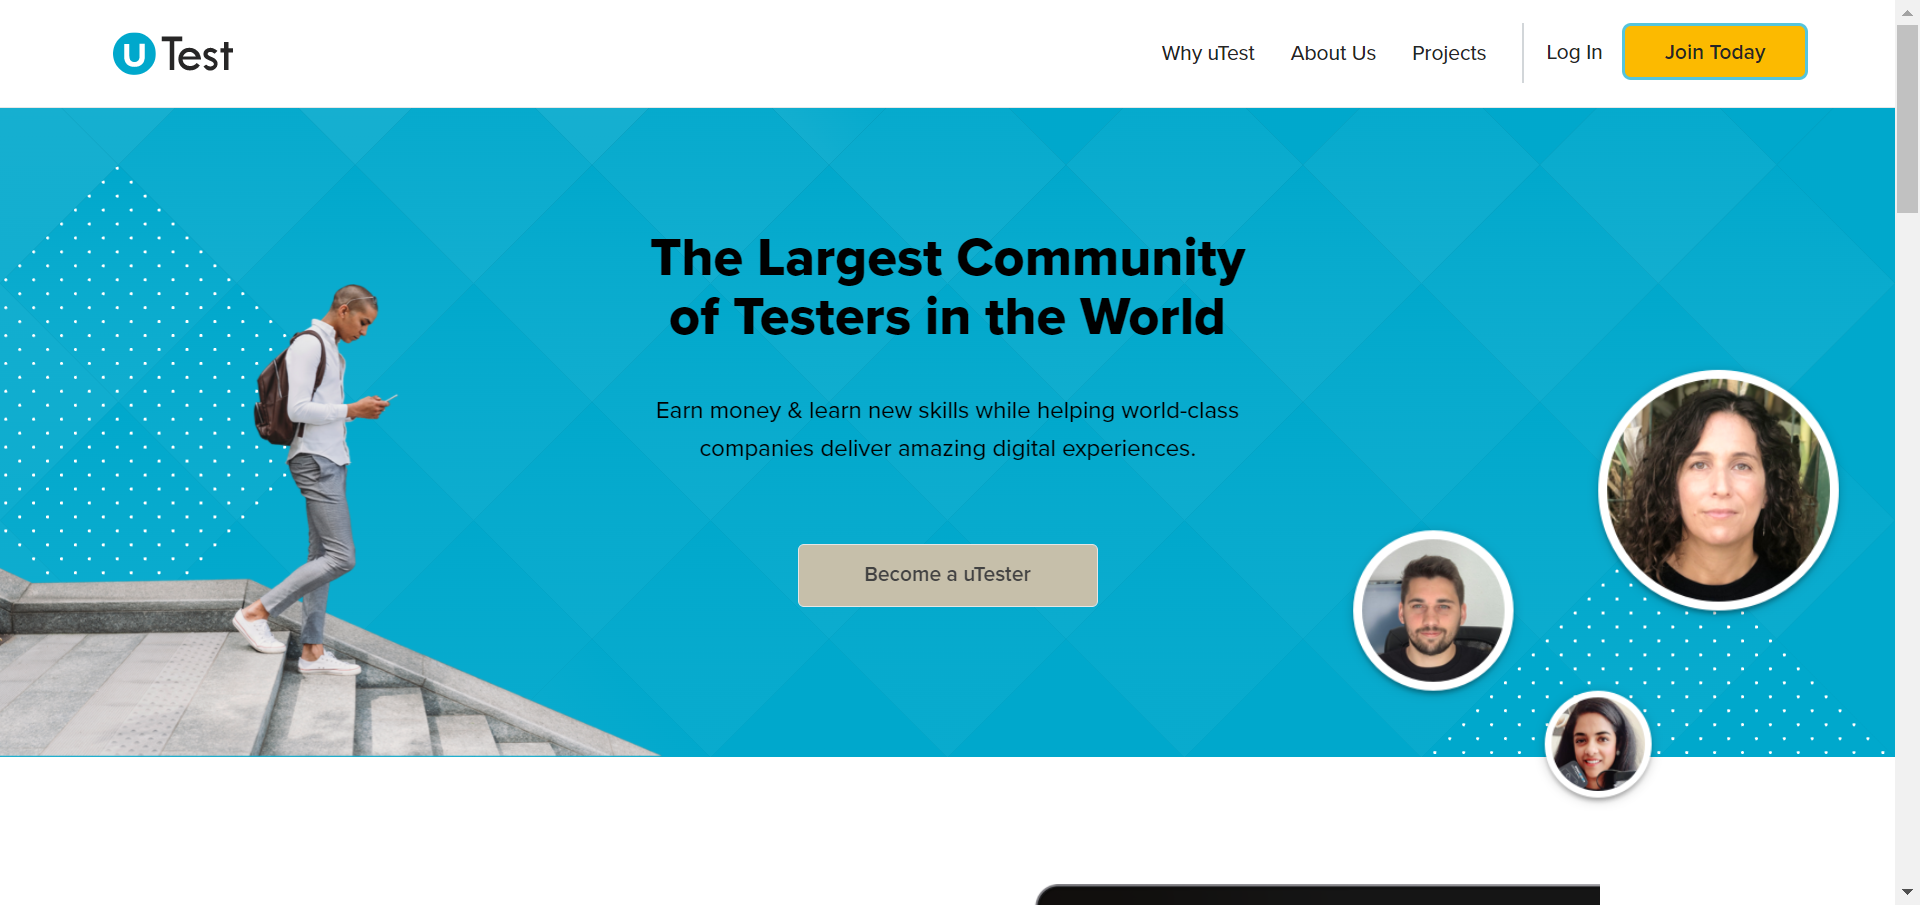 u Test
Why uTest
About Us
Projects
Log In
Join Today
The Largest Community
of Testers in the World
Earn money & learn new skills while helping world-class
companies deliver amazing digital experiences.
Become a uTester